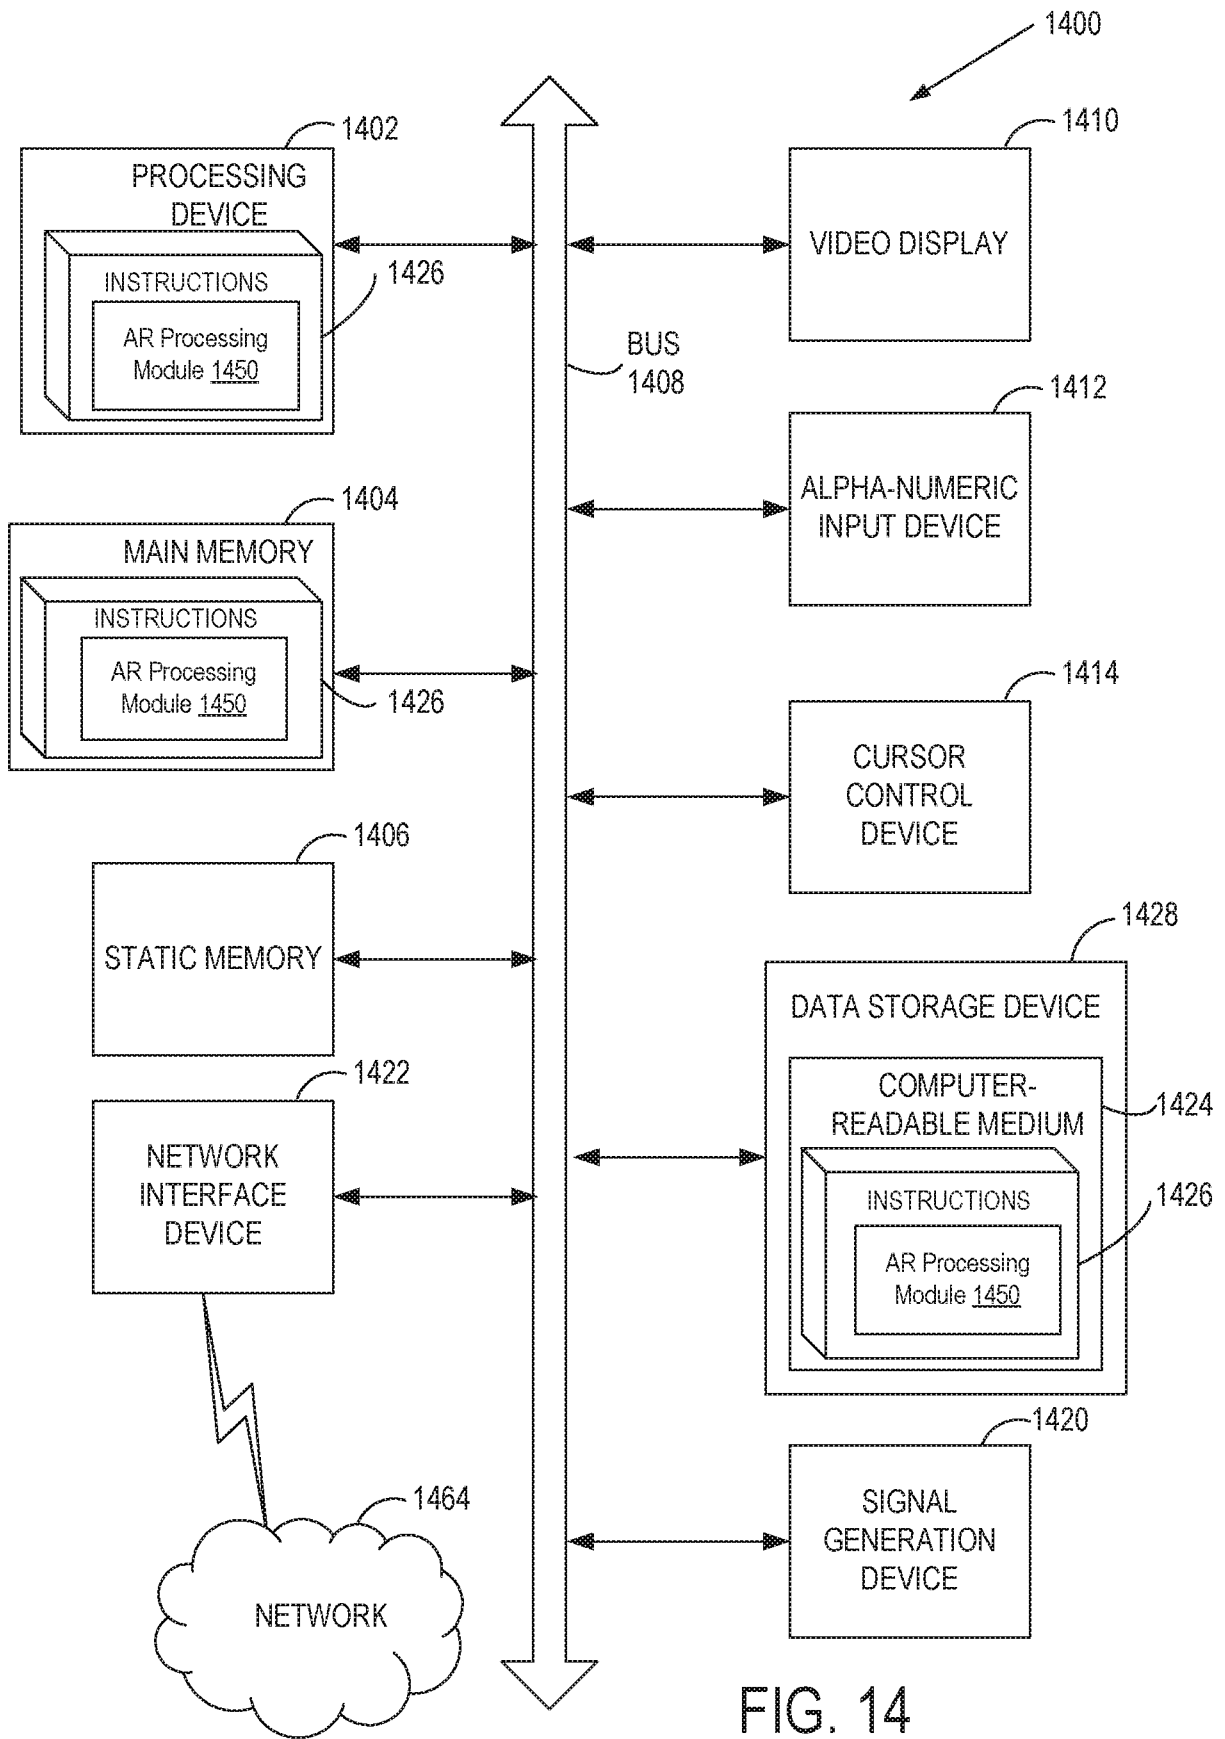 1400
1402
PROCESSING
DEVICE
INSTRUCTIONS
1426
AR Processing
Module 1450
1404
MAIN MEMORY
INSTRUCTIONS
AR Processing
Module 1450
1426
1406
STATIC MEMORY
1422
NETWORK
INTERFACE
DEVICE
1464
NETWORK
BUS
1408
1410
VIDEO DISPLAY
1412
ALPHA-NUMERIC
INPUT DEVICE
1414
CURSOR
CONTROL
DEVICE
1428
DATA STORAGE DEVICE
COMPUTER-
READABLE MEDIUM
1424
INSTRUCTIONS
1426
AR Processing
Module 1450
1420
SIGNAL
GENERATION
DEVICE
FIG. 14